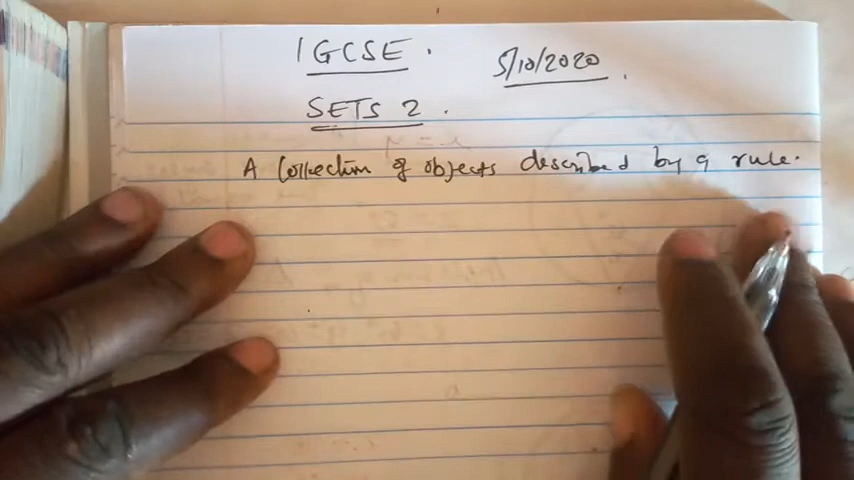 IGCSE.
5/10/2020.
SETS 2.
A Collection of objects described by a rule.